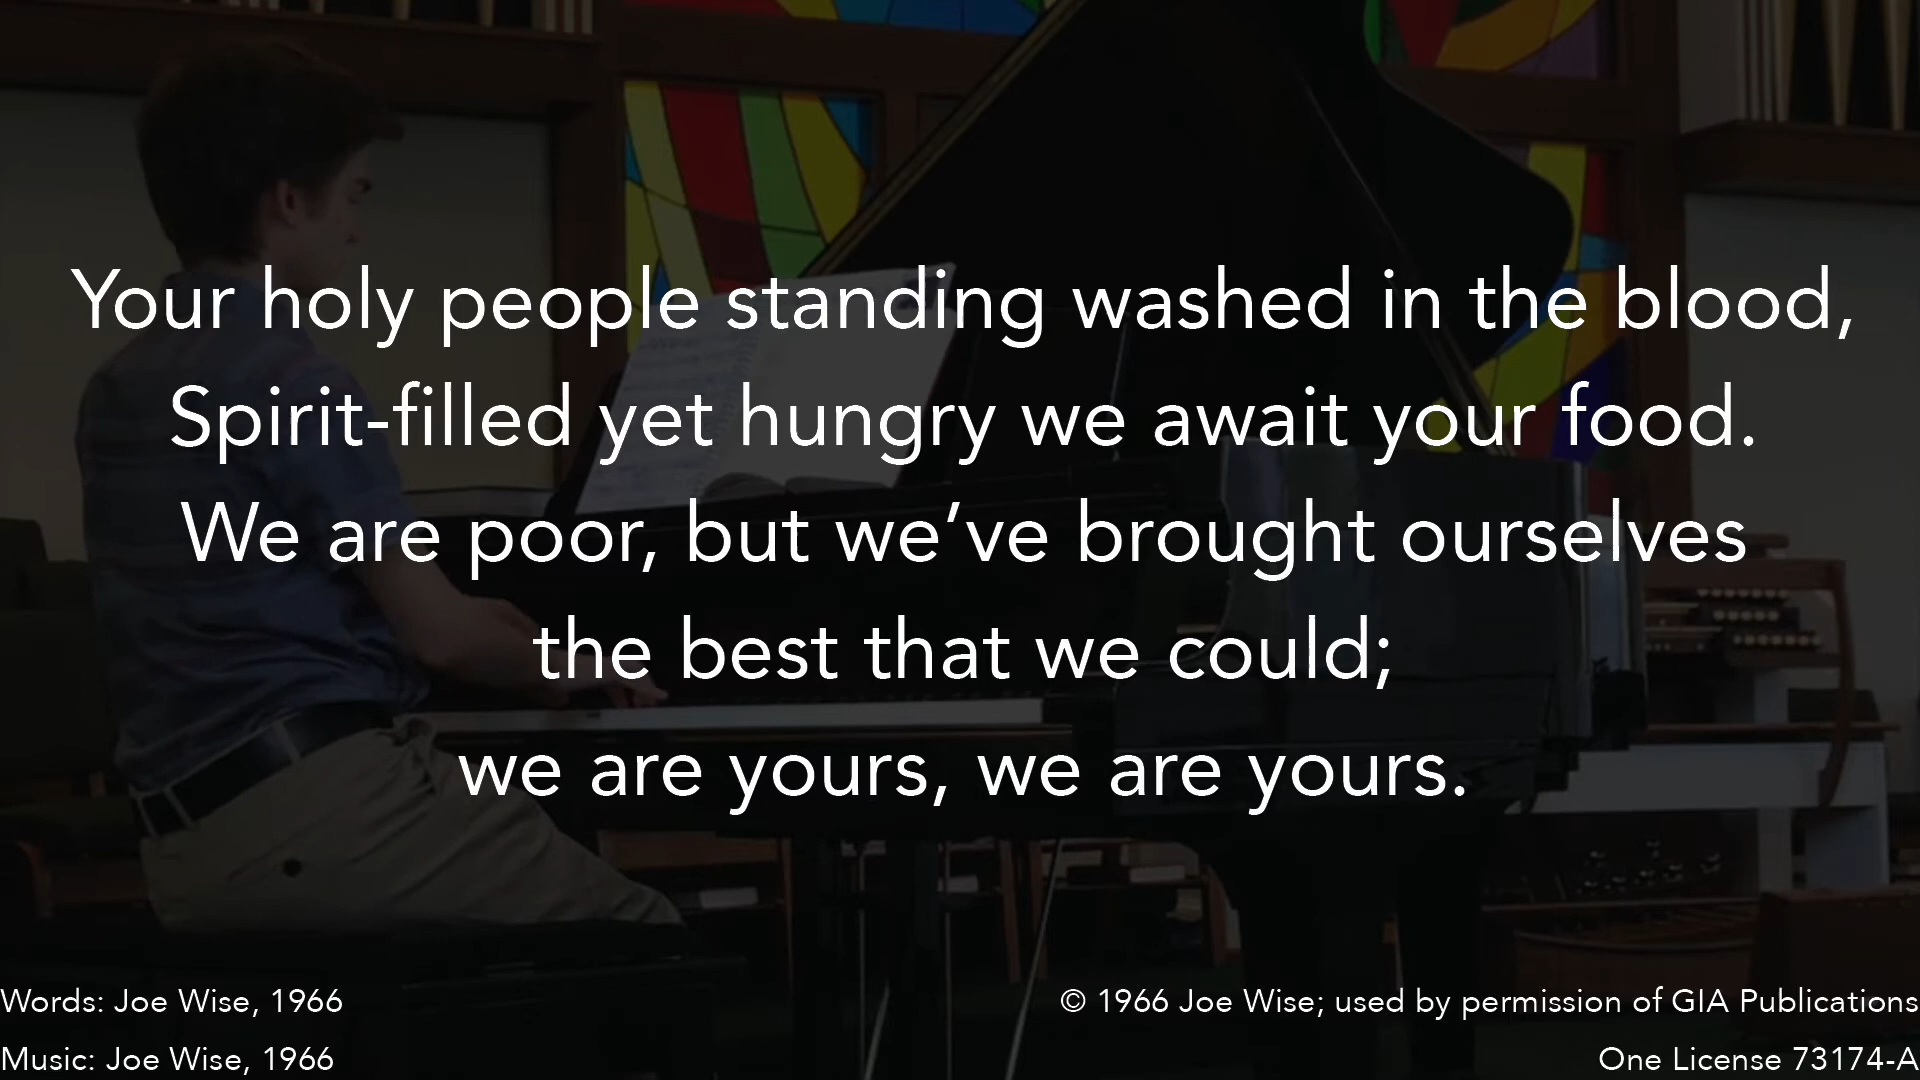 Your holy people standing washed in the blood,
Spirit-filled yet hungry we await your food.
We are poor, but we’ve brought ourselves
the best that we could;
we are yours, we are yours.
Words: Joe Wise, 1966
Music: Joe Wise, 1966
© 1966 Joe Wise; used by permission of GIA Publications
One License 73174-A